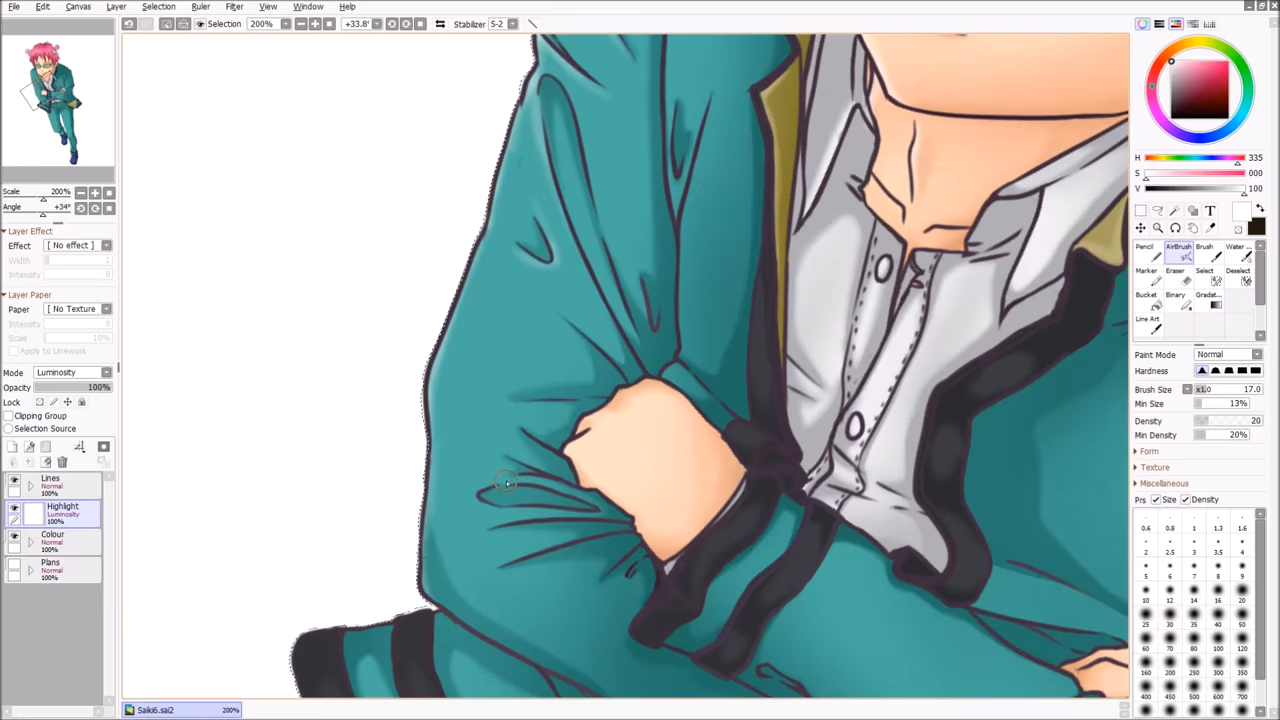 File Edit Canvas Layer Selection Ruler Filter View Window Help
Selection 200% +33.8° Stabilizer S-2
Scale 200%
Angle +34°
Layer Effect
Effect [ No effect ]
Width 1
Intensity 0
Layer Paper
Paper [ No Texture
Intensity 0
Scale 10%
Apply to Linework
Mode Luminosity
Opacity 100%
Lock
Clipping Group
Selection Source
Lines
Normal
100%
Highlight
Luminosity
100%
Colour
Normal
100%
Plans
Normal
100%
Saiki6.sai2 200%
H 335
S 000
V 100
T
Pencil AirBrush Brush Water ..
Marker Eraser Select Deselect
Bucket Binary Gradat..
Line Art
Paint Mode Normal
Hardness
Brush Size x1.0 17.0
Min Size 13%
Density 20
Min Density 20%
Form
Texture
Miscellaneous
Prs Size Density
0.6 0.8 1 1.3 1.6
2 2.5 3 3.5 4
5 6 7 8 9
10 12 14 16 20
25 30 35 40 50
60 70 80 100 120
160 200 250 300 350
400 450 500 600 700